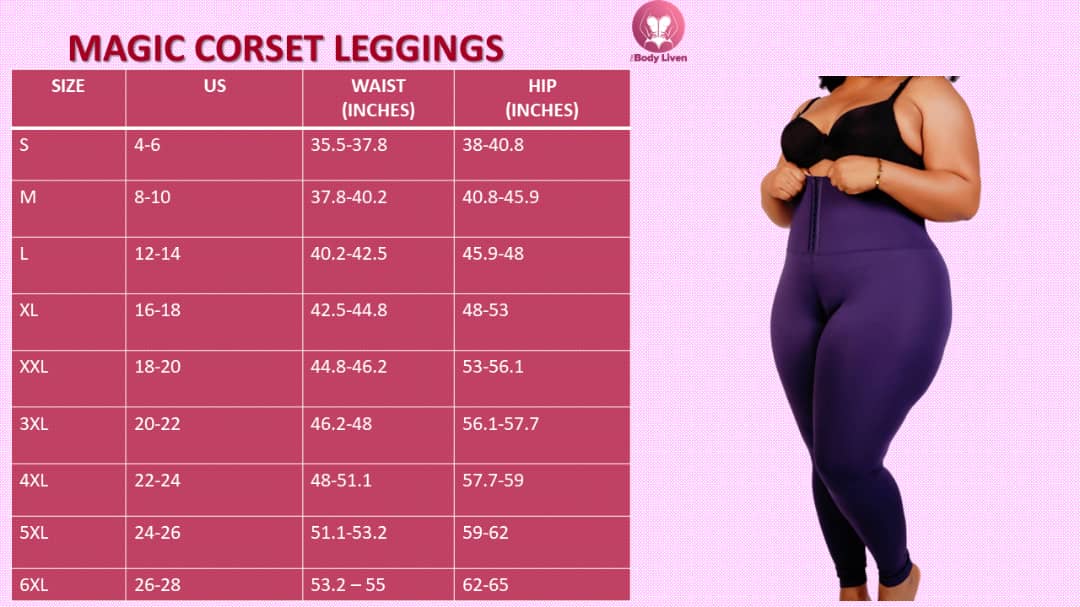 MAGIC CORSET LEGGINGS
The Body Liven
SIZE US WAIST (INCHES) HIP (INCHES)
S 4-6 35.5-37.8 38-40.8
M 8-10 37.8-40.2 40.8-45.9
L 12-14 40.2-42.5 45.9-48
XL 16-18 42.5-44.8 48-53
XXL 18-20 44.8-46.2 53-56.1
3XL 20-22 46.2-48 56.1-57.7
4XL 22-24 48-51.1 57.7-59
5XL 24-26 51.1-53.2 59-62
6XL 26-28 53.2 – 55 62-65